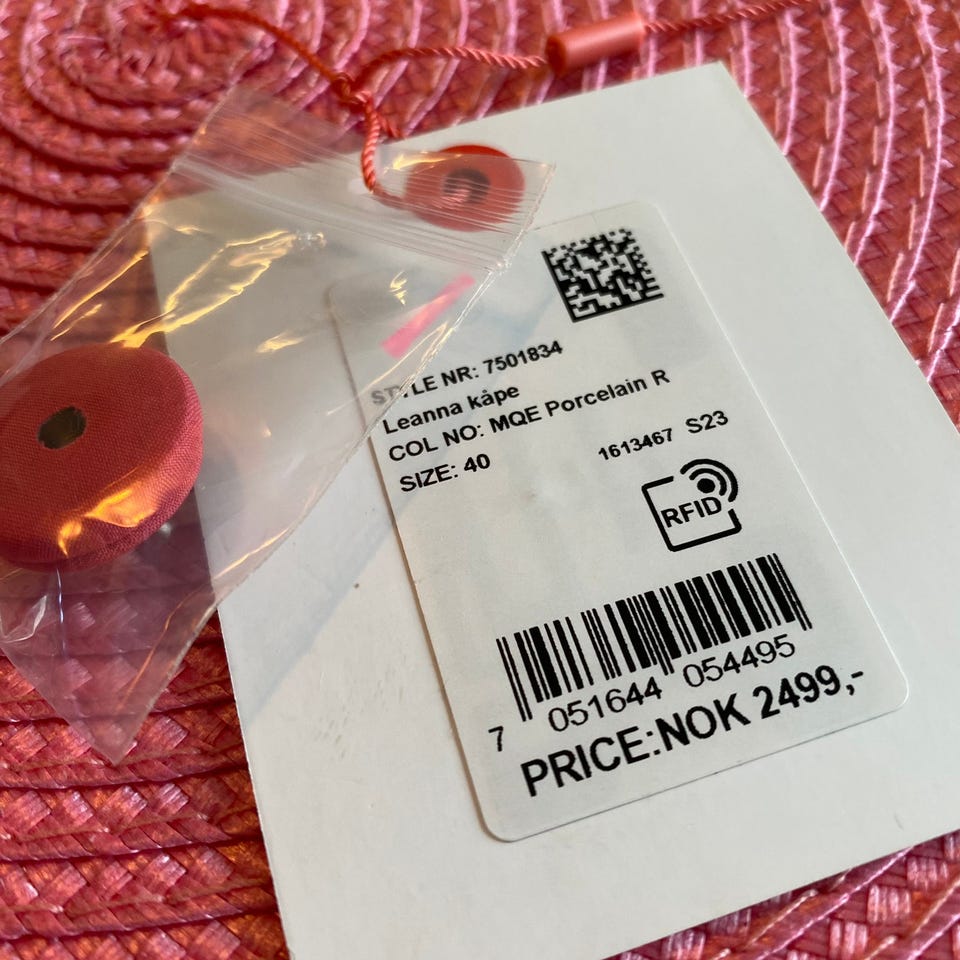 STYLE NR: 7501834
Leanna kåpe
COL NO: MQE Porcelain R
SIZE: 40
1613467 S23
RFID
7 051644 054495
PRICE:NOK 2499,-